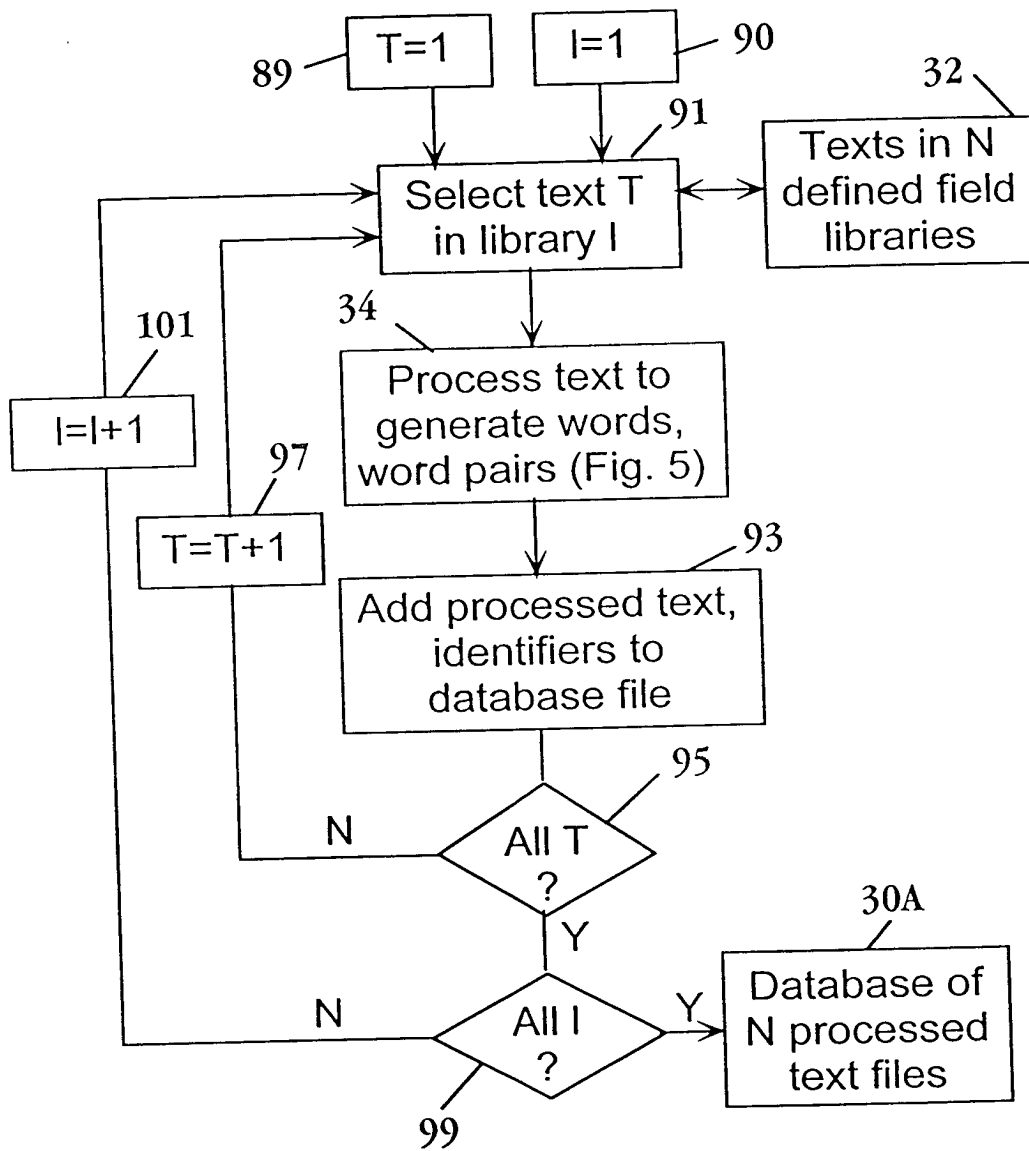 T=1
I=1
89
90
91
32
Select text T
in library I
Texts in N
defined field
libraries
34
Process text to
generate words,
word pairs (Fig. 5)
101
I=I+1
97
T=T+1
93
Add processed text,
identifiers to
database file
95
All T
?
N
Y
30A
All I
?
N
Y
Database of
N processed
text files
99